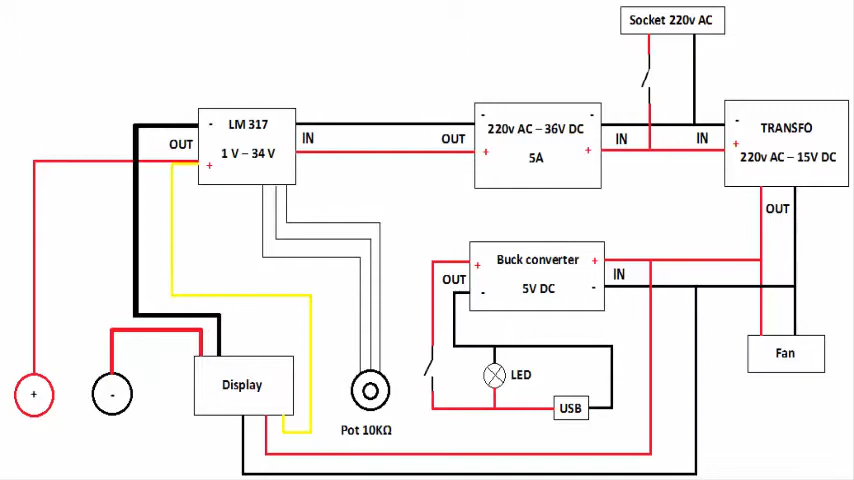 Socket 220v AC
-
LM 317
OUT
1 V – 34 V
+
IN
-
-
220v AC – 36V DC
OUT
+
+
5A
IN
IN
-
TRANSFO
+
220v AC – 15V DC
OUT
Buck converter
+
+
OUT
5V DC
-
-
IN
Fan
LED
USB
Display
+
-
Pot 10KΩ